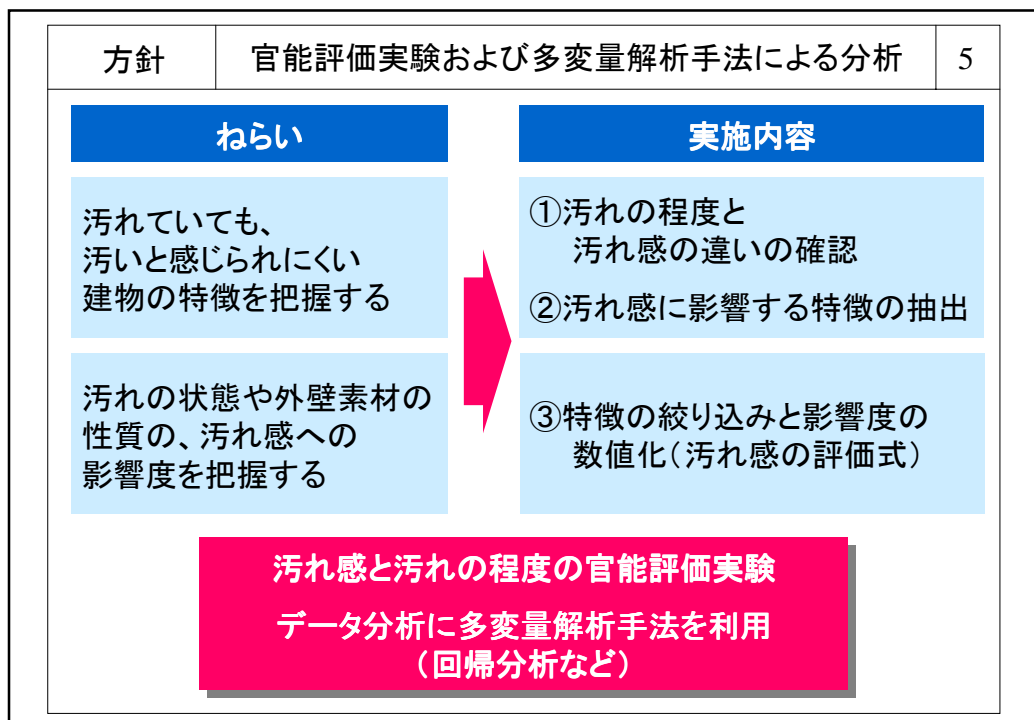 方針
官能評価実験および多変量解析手法による分析
5
ねらい
汚れていても、
汚いと感じられにくい
建物の特徴を把握する
汚れの状態や外壁素材の
性質の、汚れ感への
影響度を把握する
実施内容
①汚れの程度と
汚れ感の違いの確認
②汚れ感に影響する特徴の抽出
③特徴の絞り込みと影響度の
数値化(汚れ感の評価式)
汚れ感と汚れの程度の官能評価実験
データ分析に多変量解析手法を利用
(回帰分析など)